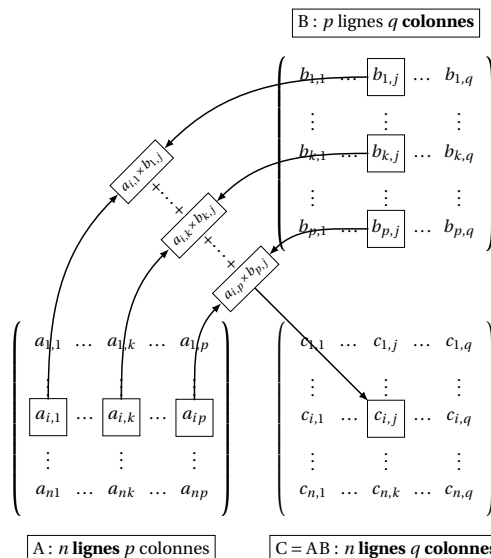 B : p lignes q colonnes
b1,1 … b1,j … b1,q
⋮ ⋮ ⋮
bk,1 … bk,j … bk,q
⋮ ⋮ ⋮
bp,1 … bp,j … bp,q
ai,1 × b1,j
+ ⋯ +
ai,k × bk,j
+ ⋯ +
ai,p × bp,j
a1,1 … a1,k … a1,p
⋮ ⋮ ⋮
ai,1 … ai,k … aip
⋮ ⋮ ⋮
an1 … ank … anp
c1,1 … c1,j … c1,q
⋮ ⋮ ⋮
ci,1 … ci,j … ci,q
⋮ ⋮ ⋮
cn,1 … cn,k … cn,q
A : n lignes p colonnes
C = AB : n lignes q colonnes